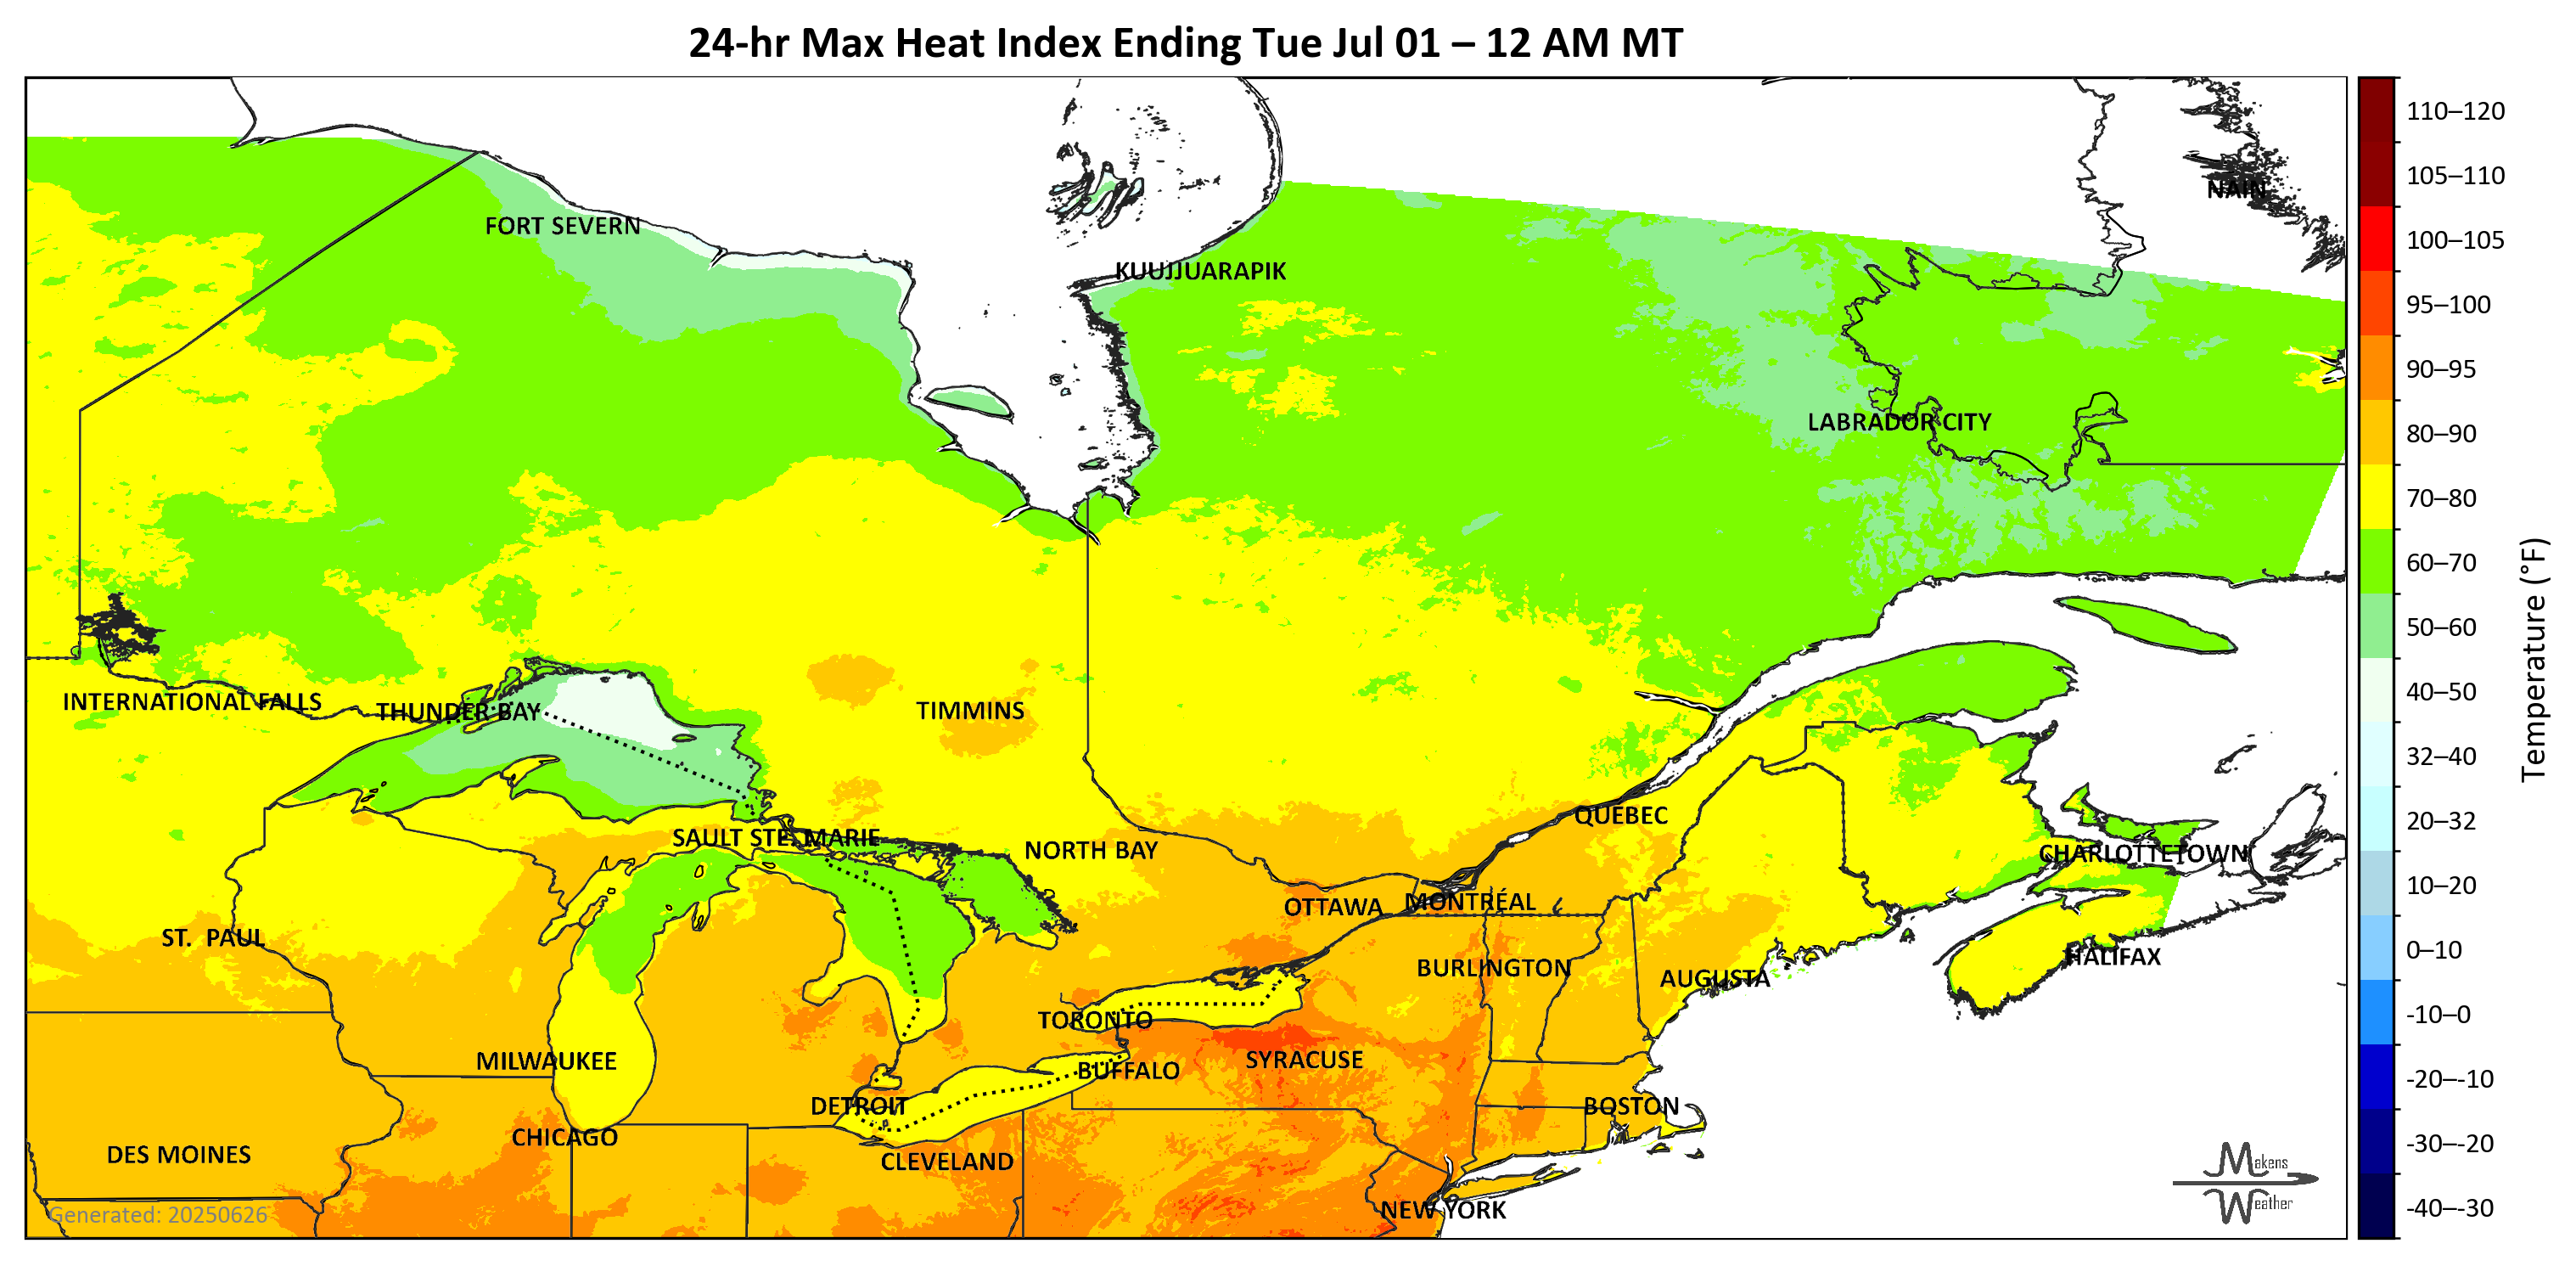 24-hr Max Heat Index Ending Tue Jul 01 – 12 AM MT
NAIN
FORT SEVERN
KUUJJUARAPIK
LABRADOR CITY
INTERNATIONAL FALLS
THUNDER BAY
TIMMINS
QUÉBEC
SAULT STE. MARIE
NORTH BAY
CHARLOTTETOWN
OTTAWA
MONTRÉAL
ST. PAUL
HALIFAX
BURLINGTON
AUGUSTA
TORONTO
MILWAUKEE
SYRACUSE
BUFFALO
DETROIT
BOSTON
CHICAGO
DES MOINES
CLEVELAND
NEW YORK
Generated: 20250626
Makens
Weather
110–120
105–110
100–105
95–100
90–95
80–90
70–80
60–70
50–60
40–50
32–40
20–32
10–20
0–10
-10–0
-20–-10
-30–-20
-40–-30
Temperature (°F)